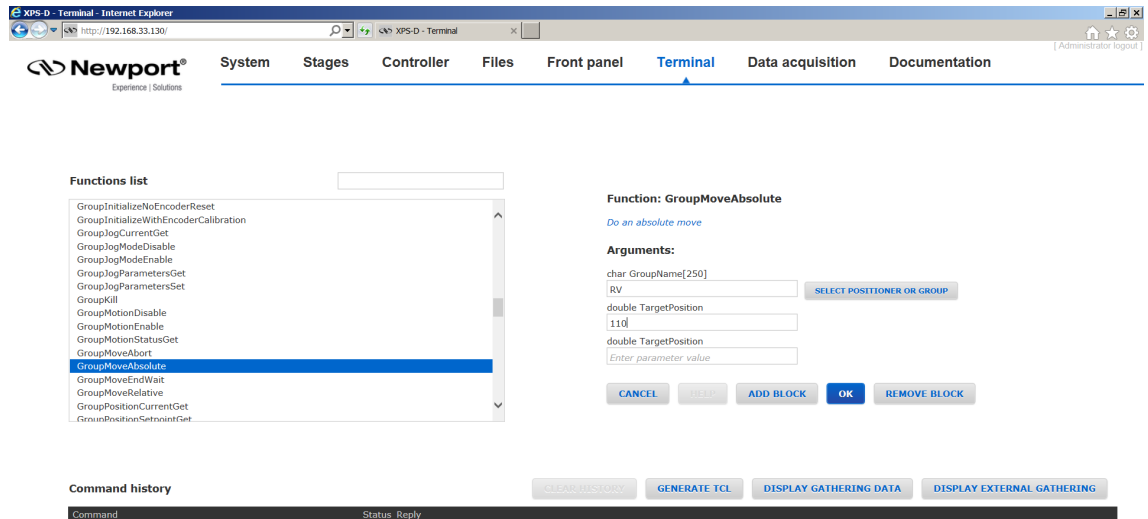 XPS-D - Terminal - Internet Explorer
http://192.168.33.130/
XPS-D - Terminal
[ Administrator logout ]
Newport®
Experience | Solutions
System Stages Controller Files Front panel Terminal Data acquisition Documentation
Functions list
GroupInitializeNoEncoderReset
GroupInitializeWithEncoderCalibration
GroupJogCurrentGet
GroupJogModeDisable
GroupJogModeEnable
GroupJogParametersGet
GroupJogParametersSet
GroupKill
GroupMotionDisable
GroupMotionEnable
GroupMotionStatusGet
GroupMoveAbort
GroupMoveAbsolute
GroupMoveEndWait
GroupMoveRelative
GroupPositionCurrentGet
GroupPositionSetpointGet
Function: GroupMoveAbsolute
Do an absolute move
Arguments:
char GroupName[250]
RV
SELECT POSITIONER OR GROUP
double TargetPosition
110
double TargetPosition
Enter parameter value
CANCEL HELP ADD BLOCK OK REMOVE BLOCK
Command history
CLEAR HISTORY GENERATE TCL DISPLAY GATHERING DATA DISPLAY EXTERNAL GATHERING
Command Status Reply